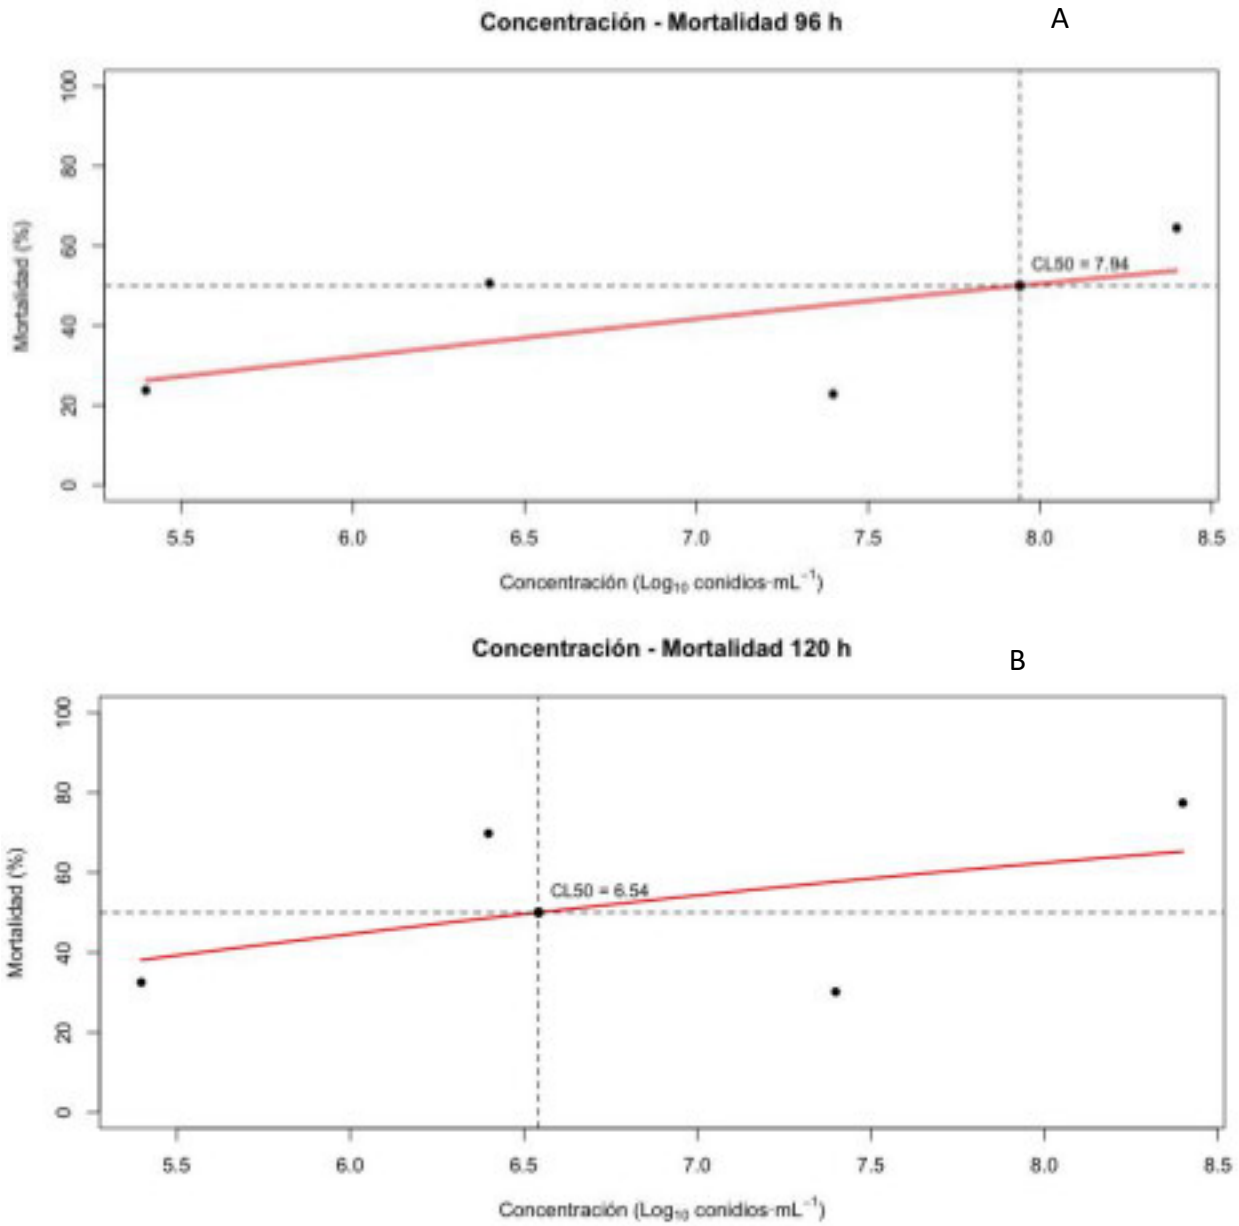 Concentración - Mortalidad 96 h
A
100
80
60
40
20
0
Mortalidad (%)
CL50 = 7.94
5.5 6.0 6.5 7.0 7.5 8.0 8.5
Concentración (Log₁₀ conidios·mL⁻¹)
Concentración - Mortalidad 120 h
B
100
80
60
40
20
0
Mortalidad (%)
CL50 = 6.54
5.5 6.0 6.5 7.0 7.5 8.0 8.5
Concentración (Log₁₀ conidios·mL⁻¹)